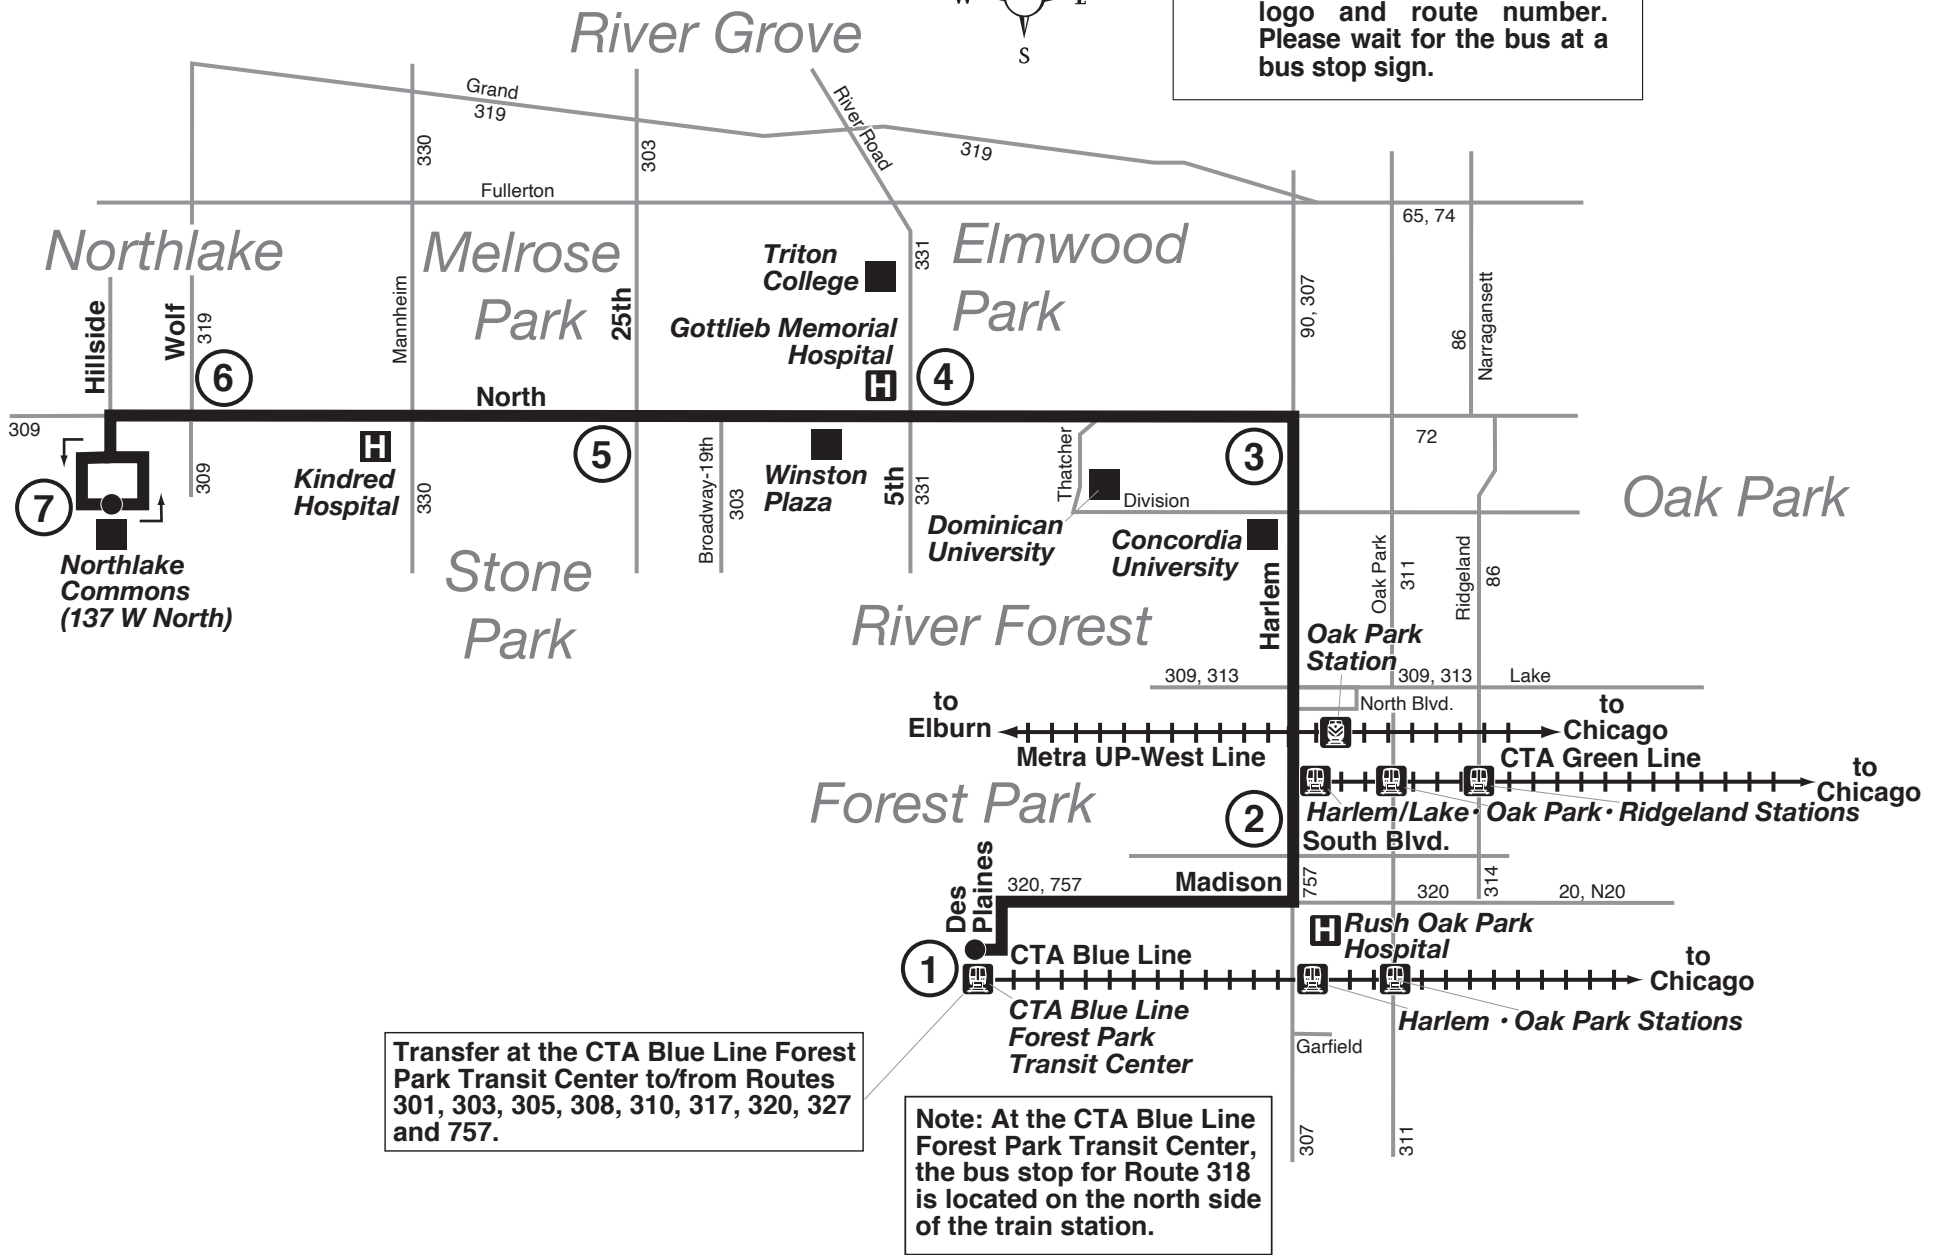 River Grove
W
E
S
logo and route number.
Please wait for the bus at a
bus stop sign.
Grand
319
River Road
319
330
303
Fullerton
65, 74
Northlake
Melrose
Park
Triton
College
331
Elmwood
Park
Hillside
Wolf
319
Mannheim
25th
Gottlieb Memorial
Hospital
H
90, 307
86
Narragansett
6
4
North
309
72
5
3
7
309
H
Kindred
Hospital
330
Broadway-19th
303
Winston
Plaza
5th
331
Thatcher
Division
Dominican
University
Concordia
University
Oak Park
Northlake
Commons
(137 W North)
Stone
Park
River Forest
Harlem
Oak Park
311
Ridgeland
86
Oak Park
Station
309, 313
309, 313
Lake
North Blvd.
to
Elburn
to
Chicago
Metra UP-West Line
CTA Green Line
to
Chicago
Forest Park
2
Harlem/Lake • Oak Park • Ridgeland Stations
South Blvd.
Des
Plaines
320, 757
Madison
757
320
314
20, N20
H
Rush Oak Park
Hospital
1
CTA Blue Line
to
Chicago
CTA Blue Line
Forest Park
Transit Center
Harlem • Oak Park Stations
Garfield
Transfer at the CTA Blue Line Forest
Park Transit Center to/from Routes
301, 303, 305, 308, 310, 317, 320, 327
and 757.
Note: At the CTA Blue Line
Forest Park Transit Center,
the bus stop for Route 318
is located on the north side
of the train station.
307
311